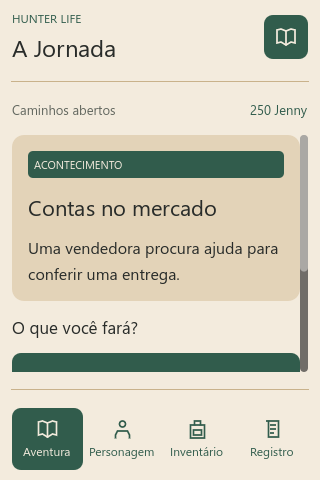 HUNTER LIFE
A Jornada
Caminhos abertos
250 Jenny
ACONTECIMENTO
Contas no mercado
Uma vendedora procura ajuda para
conferir uma entrega.
O que você fará?
Aventura
Personagem
Inventário
Registro